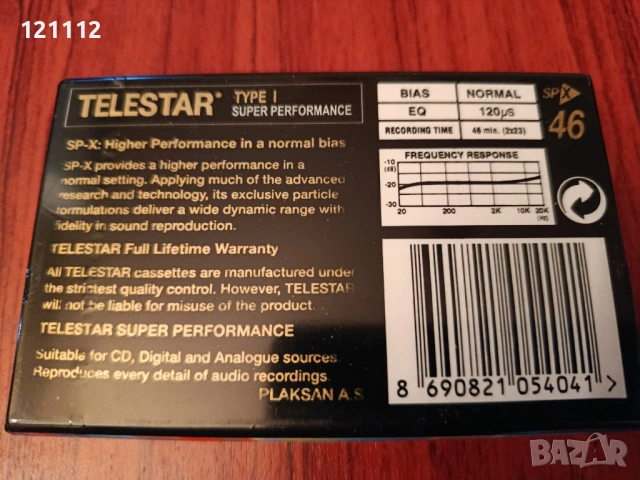 121112
TELESTAR® TYPE I
SUPER PERFORMANCE
SP-X: Higher Performance in a normal bias
SP-X provides a higher performance in a
normal setting. Applying much of the advanced
research and technology, its exclusive particle
formulations deliver a wide dynamic range with
fidelity in sound reproduction.
TELESTAR Full Lifetime Warranty
All TELESTAR cassettes are manufactured under
the strictest quality control. However, TELESTAR
will not be liable for misuse of the product.
TELESTAR SUPER PERFORMANCE
Suitable for CD, Digital and Analogue sources
Reproduces every detail of audio recordings.
PLAKSAN A.S
BIAS NORMAL
EQ 120µs
RECORDING TIME 46 min. (2x23)
SPX
46
FREQUENCY RESPONSE
-10
(dB)
-20
-30
20 200 2K 10K 20K
(Hz)
8 690821 054041 >
BAZAR